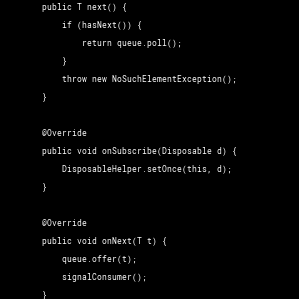 public T next() {
if (hasNext()) {
return queue.poll();
}
throw new NoSuchElementException();
}
@Override
public void onSubscribe(Disposable d) {
DisposableHelper.setOnce(this, d);
}
@Override
public void onNext(T t) {
queue.offer(t);
signalConsumer();
}